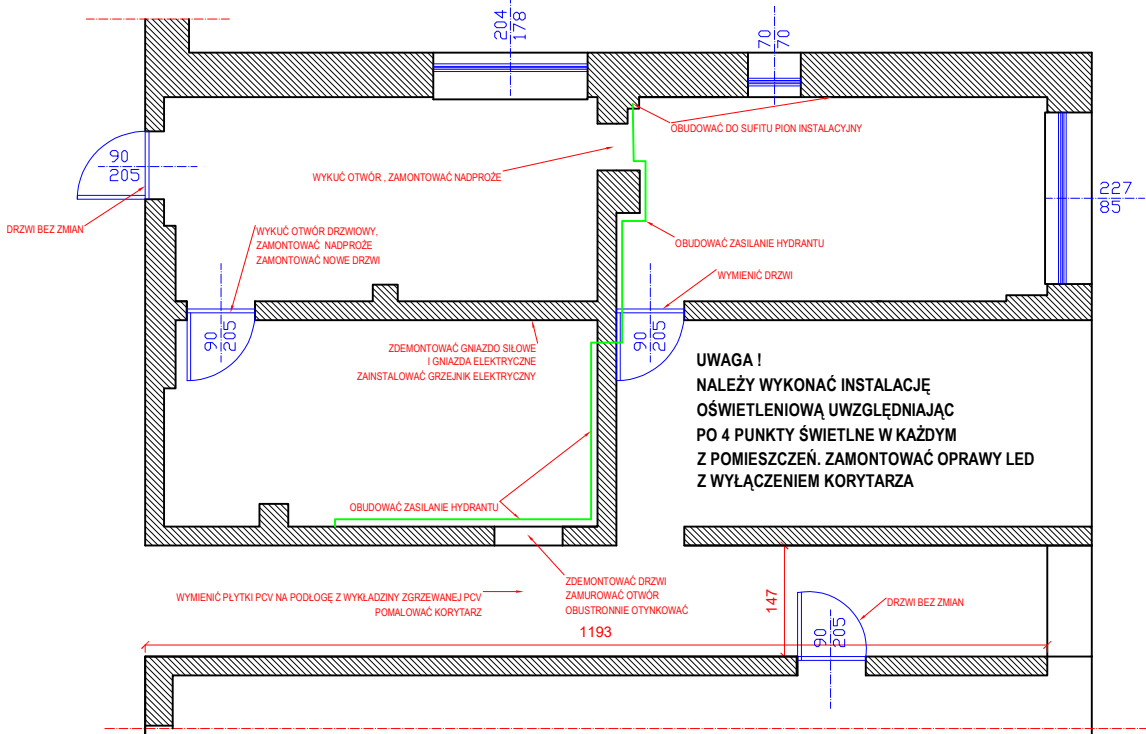 204
178
70
70
OBUDOWAĆ DO SUFITU PION INSTALACYJNY
90
205
WYKUĆ OTWÓR , ZAMONTOWAĆ NADPROŻE
227
85
DRZWI BEZ ZMIAN
WYKUĆ OTWÓR DRZWIOWY,
ZAMONTOWAĆ NADPROŻE
ZAMONTOWAĆ NOWE DRZWI
OBUDOWAĆ ZASILANIE HYDRANTU
WYMIENIĆ DRZWI
90
205
ZDEMONTOWAĆ GNIAZDO SIŁOWE
I GNIAZDA ELEKTRYCZNE
ZAINSTALOWAĆ GRZEJNIK ELEKTRYCZNY
90
205
UWAGA !
NALEŻY WYKONAĆ INSTALACJĘ
OŚWIETLENIOWĄ UWZGLĘDNIAJĄC
PO 4 PUNKTY ŚWIETLNE W KAŻDYM
Z POMIESZCZEŃ. ZAMONTOWAĆ OPRAWY LED
Z WYŁĄCZENIEM KORYTARZA
OBUDOWAĆ ZASILANIE HYDRANTU
WYMIENIĆ PŁYTKI PCV NA PODŁOGĘ Z WYKŁADZINY ZGRZEWANEJ PCV
POMALOWAĆ KORYTARZ
ZDEMONTOWAĆ DRZWI
ZAMUROWAĆ OTWÓR
OBUSTRONNIE OTYNKOWAĆ
147
DRZWI BEZ ZMIAN
1193
90
205